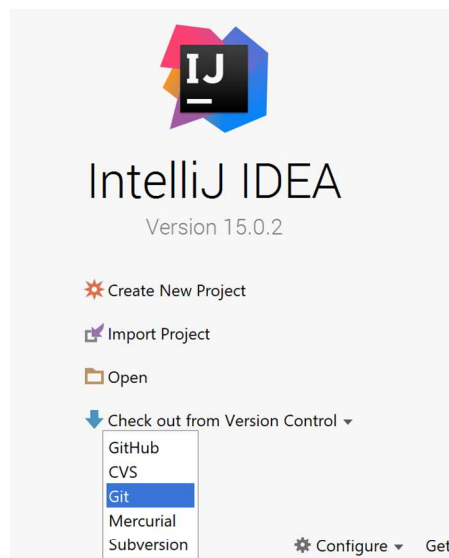 IJ
IntelliJ IDEA
Version 15.0.2
Create New Project
Import Project
Open
Check out from Version Control
GitHub
CVS
Git
Mercurial
Subversion
Configure Get